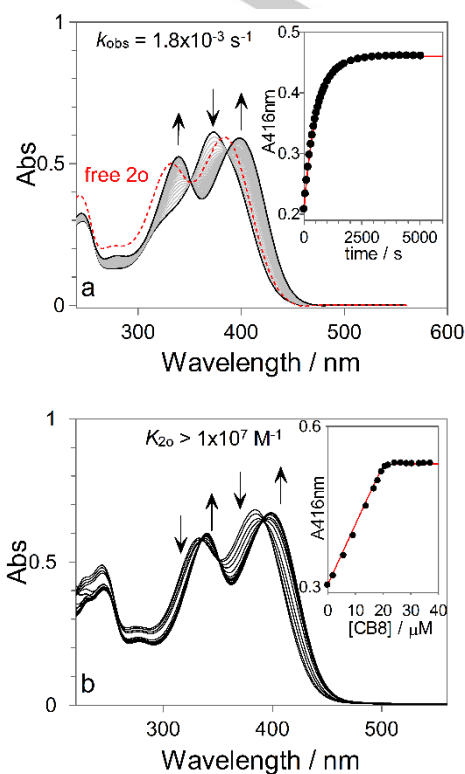 k_obs = 1.8x10⁻³ s⁻¹
1
0.5
0
Abs
free 2o
a
300
400
500
600
Wavelength / nm
0.5
0.4
0.3
0.2
A416nm
0
2500
5000
time / s
K_2o > 1x10⁷ M⁻¹
1
0.5
0
Abs
b
300
400
500
Wavelength / nm
0.6
0.3
A416nm
0
10
20
30
40
[CB8] / μM